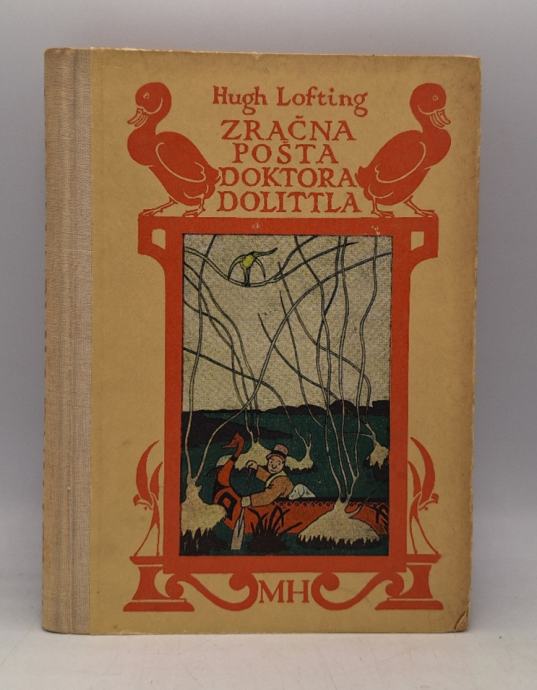 Hugh Lofting
ZRAČNA
POŠTA
DOKTORA
DOLITTLA
MH